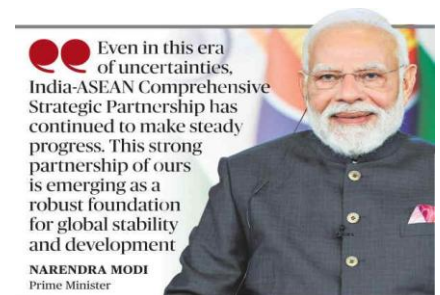 Even in this era
of uncertainties,
India-ASEAN Comprehensive
Strategic Partnership has
continued to make steady
progress. This strong
partnership of ours
is emerging as a
robust foundation
for global stability
and development
NARENDRA MODI
Prime Minister